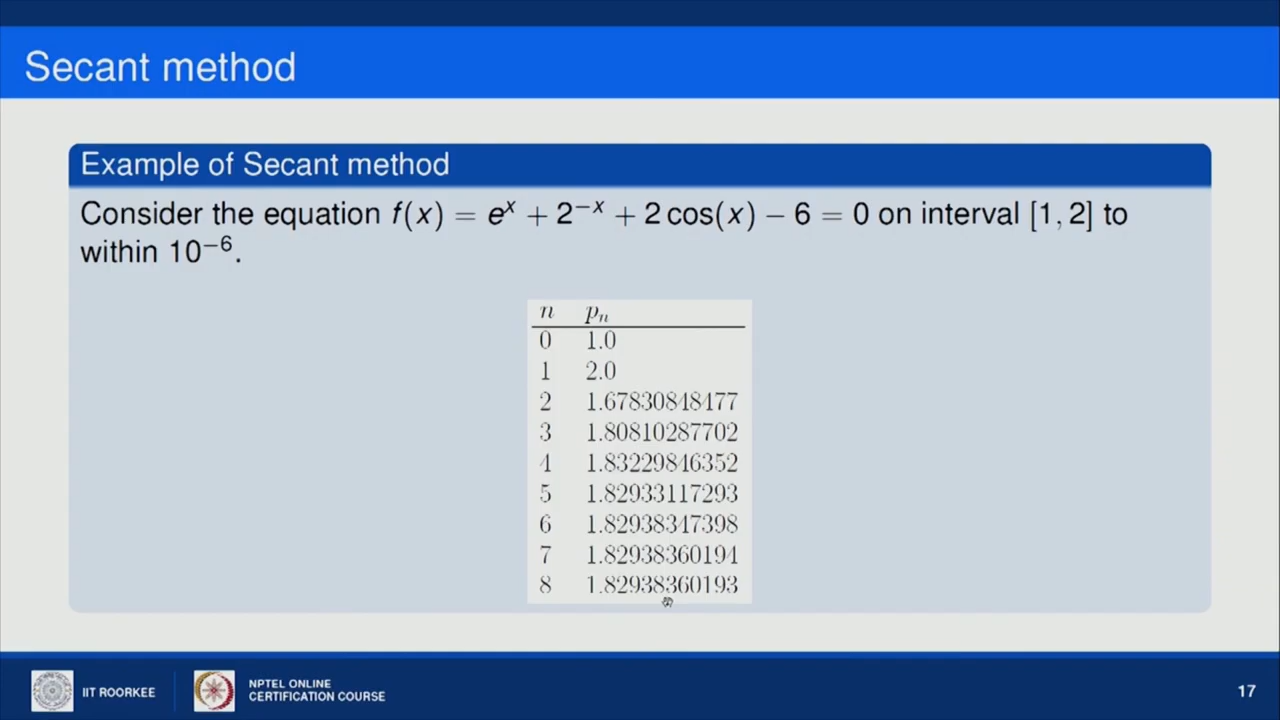 Secant method
Example of Secant method
Consider the equation f(x) = eˣ + 2⁻ˣ + 2 cos(x) − 6 = 0 on interval [1, 2] to
within 10⁻⁶.
n pₙ
0 1.0
1 2.0
2 1.67830848477
3 1.80810287702
4 1.83229846352
5 1.82933117293
6 1.82938347398
7 1.82938360194
8 1.82938360193
IIT ROORKEE
NPTEL ONLINE
CERTIFICATION COURSE
17